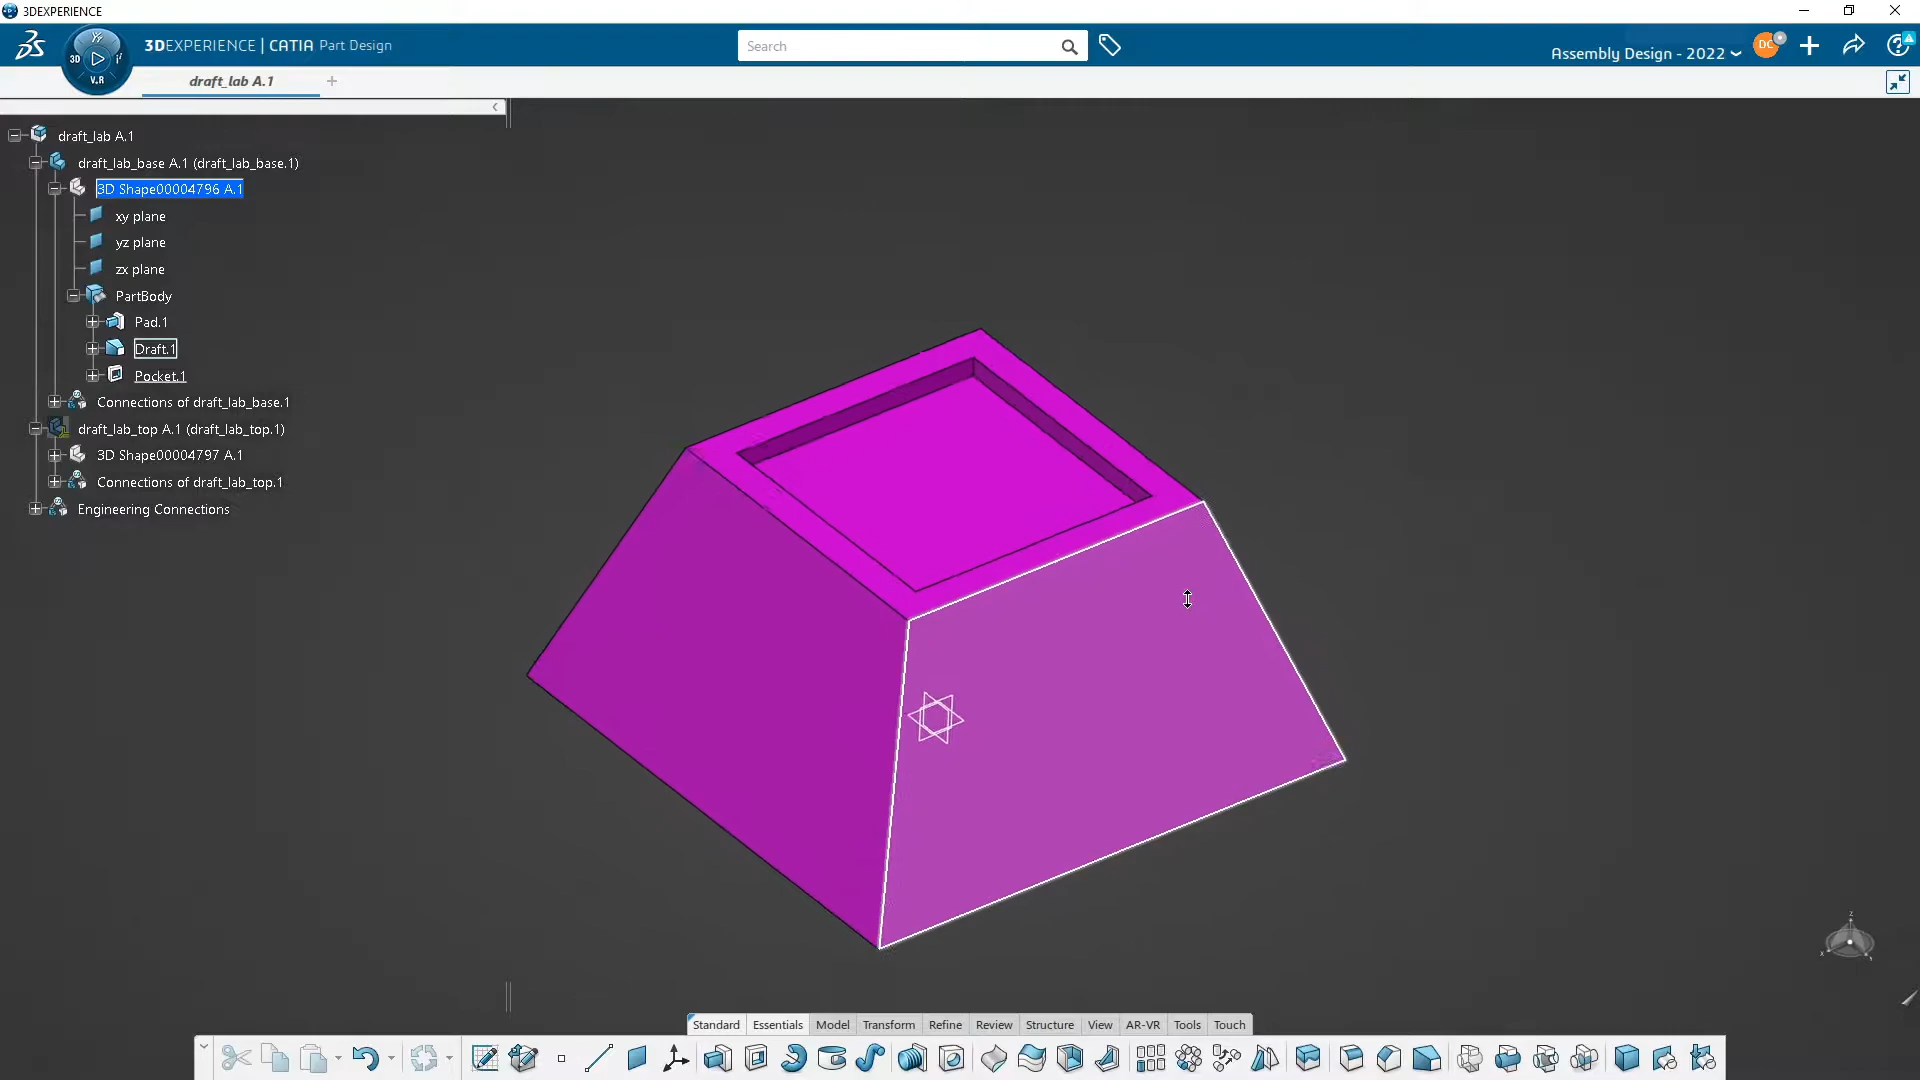 3DEXPERIENCE
3DEXPERIENCE | CATIA Part Design
3D
V.R
Search
Assembly Design - 2022
DC
draft_lab A.1
draft_lab A.1
draft_lab_base A.1 (draft_lab_base.1)
3D Shape00004796 A.1
xy plane
yz plane
zx plane
PartBody
Pad.1
Draft.1
Pocket.1
Connections of draft_lab_base.1
draft_lab_top A.1 (draft_lab_top.1)
3D Shape00004797 A.1
Connections of draft_lab_top.1
Engineering Connections
Standard Essentials Model Transform Refine Review Structure View AR-VR Tools Touch